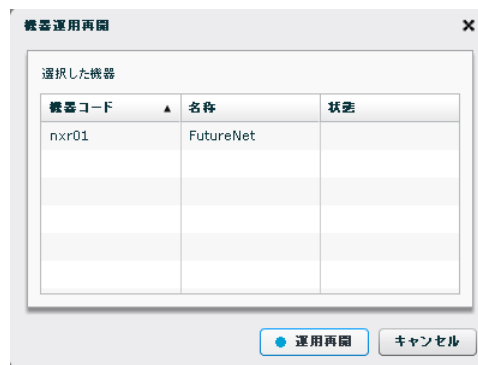 機器運用再開
選択した機器
機器コード ▲ 名称 状態
nxr01 FutureNet
運用再開 キャンセル